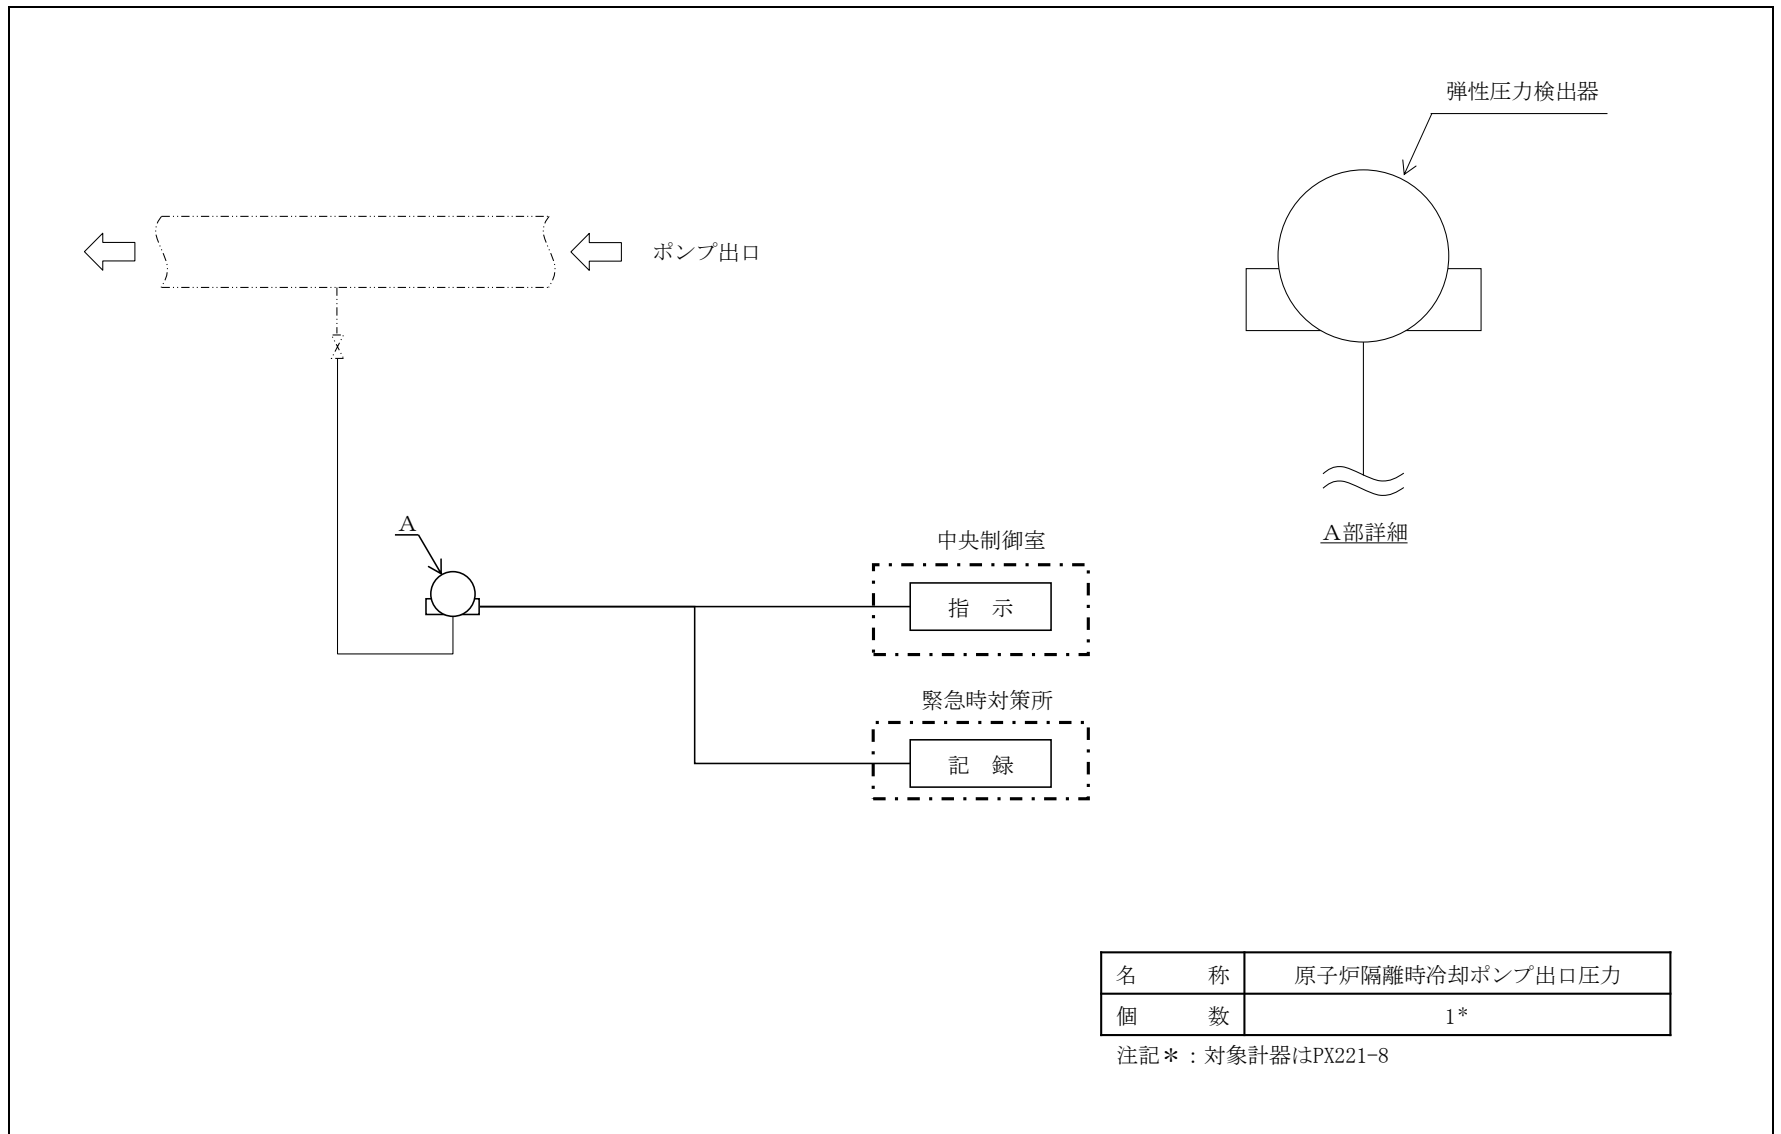 弾性圧力検出器
ポンプ出口
A
A部詳細
中央制御室
指 示
緊急時対策所
記 録
名 称 原子炉隔離時冷却ポンプ出口圧力
個 数 1*
注記＊：対象計器はPX221-8